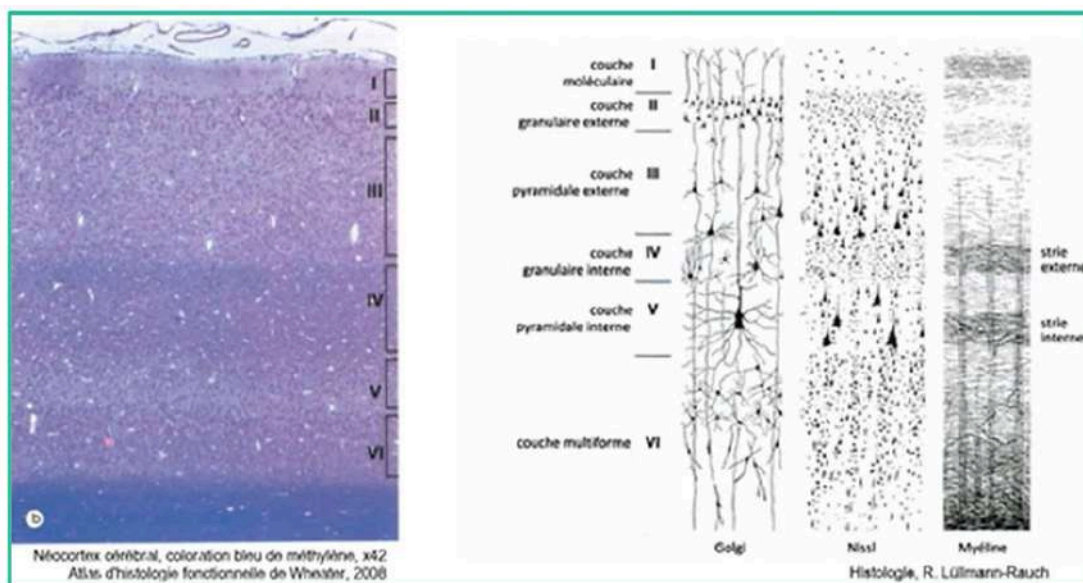 I
II
III
IV
V
VI
b
Néocortex cérébral, coloration bleu de méthylène, x42
Atlas d'histologie fonctionnelle de Wheater, 2008
couche I
moléculaire
couche II
granulaire externe
couche III
pyramidale externe
couche IV
granulaire interne
couche V
pyramidale interne
couche multiforme VI
strie
externe
strie
interne
Golgi
Nissl
Myéline
Histologie, R. Lüllmann-Rauch